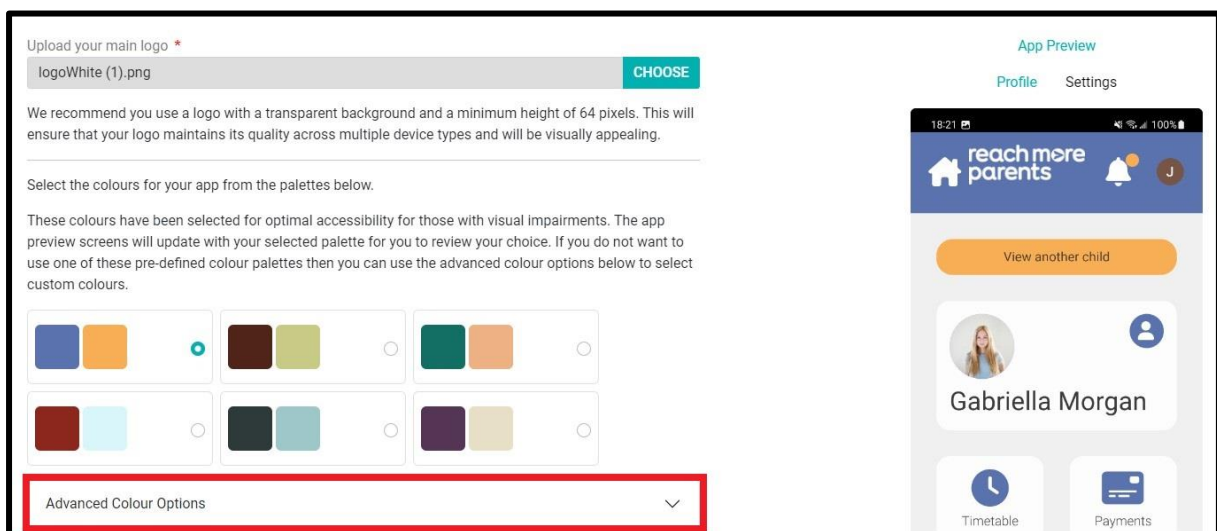 Upload your main logo *
logoWhite (1).png
CHOOSE
We recommend you use a logo with a transparent background and a minimum height of 64 pixels. This will
ensure that your logo maintains its quality across multiple device types and will be visually appealing.
Select the colours for your app from the palettes below.
These colours have been selected for optimal accessibility for those with visual impairments. The app
preview screens will update with your selected palette for you to review your choice. If you do not want to
use one of these pre-defined colour palettes then you can use the advanced colour options below to select
custom colours.
Advanced Colour Options
App Preview
Profile Settings
18:21 100%
reach more
parents
J
View another child
Gabriella Morgan
Timetable Payments